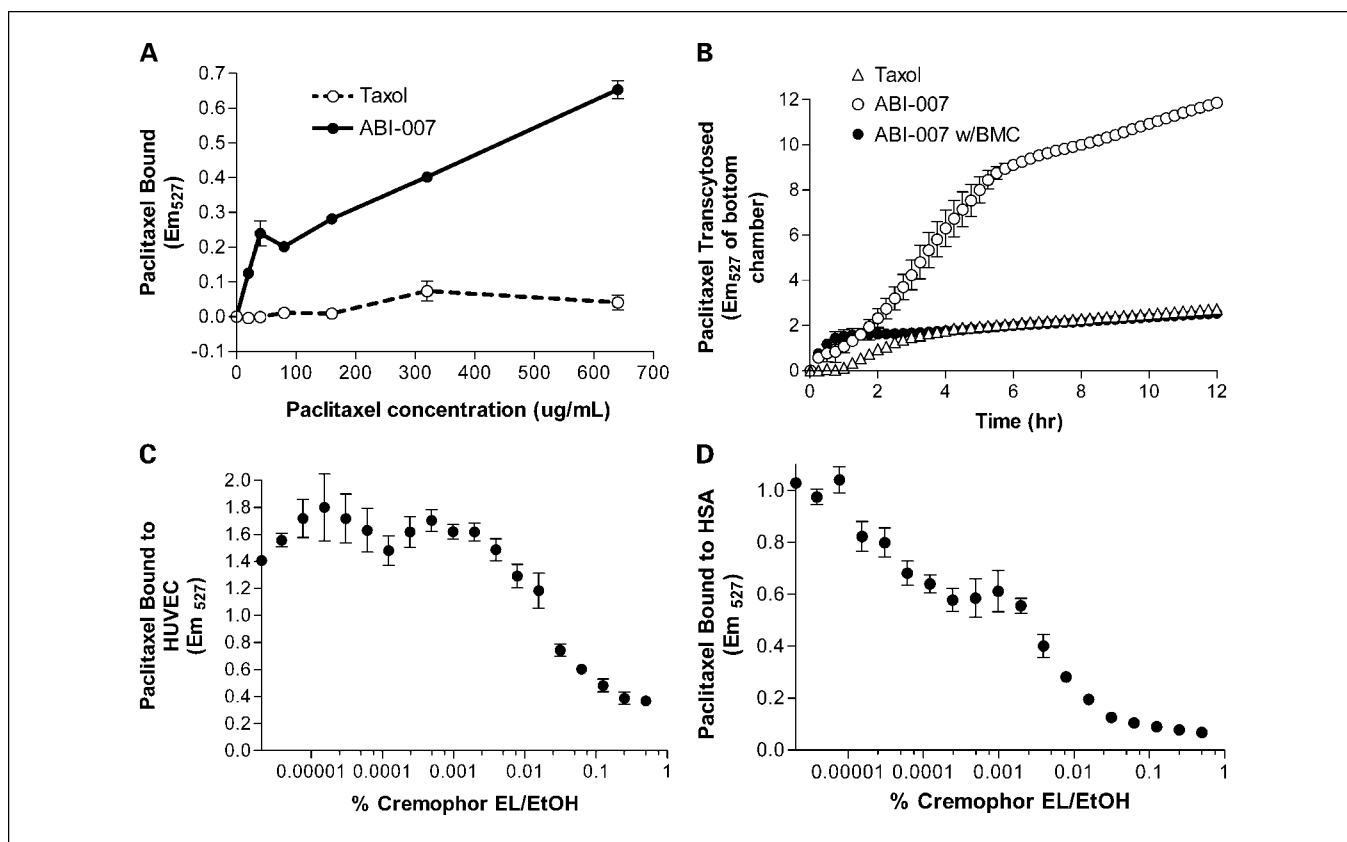 A
Taxol
ABI-007
Paclitaxel Bound
(Em527)
0.7
0.6
0.5
0.4
0.3
0.2
0.1
0.0
-0.1
0 100 200 300 400 500 600 700
Paclitaxel concentration (ug/mL)
B
Taxol
ABI-007
ABI-007 w/BMC
Paclitaxel Transcytosed
(Em527 of bottom
chamber)
12
10
8
6
4
2
0
0 2 4 6 8 10 12
Time (hr)
C
Paclitaxel Bound to
HUVEC
(Em 527)
2.0
1.8
1.6
1.4
1.2
1.0
0.8
0.6
0.4
0.2
0.0
0.00001 0.0001 0.001 0.01 0.1 1
% Cremophor EL/EtOH
D
Paclitaxel Bound to HSA
(Em 527)
1.0
0.8
0.6
0.4
0.2
0.0
0.00001 0.0001 0.001 0.01 0.1 1
% Cremophor EL/EtOH